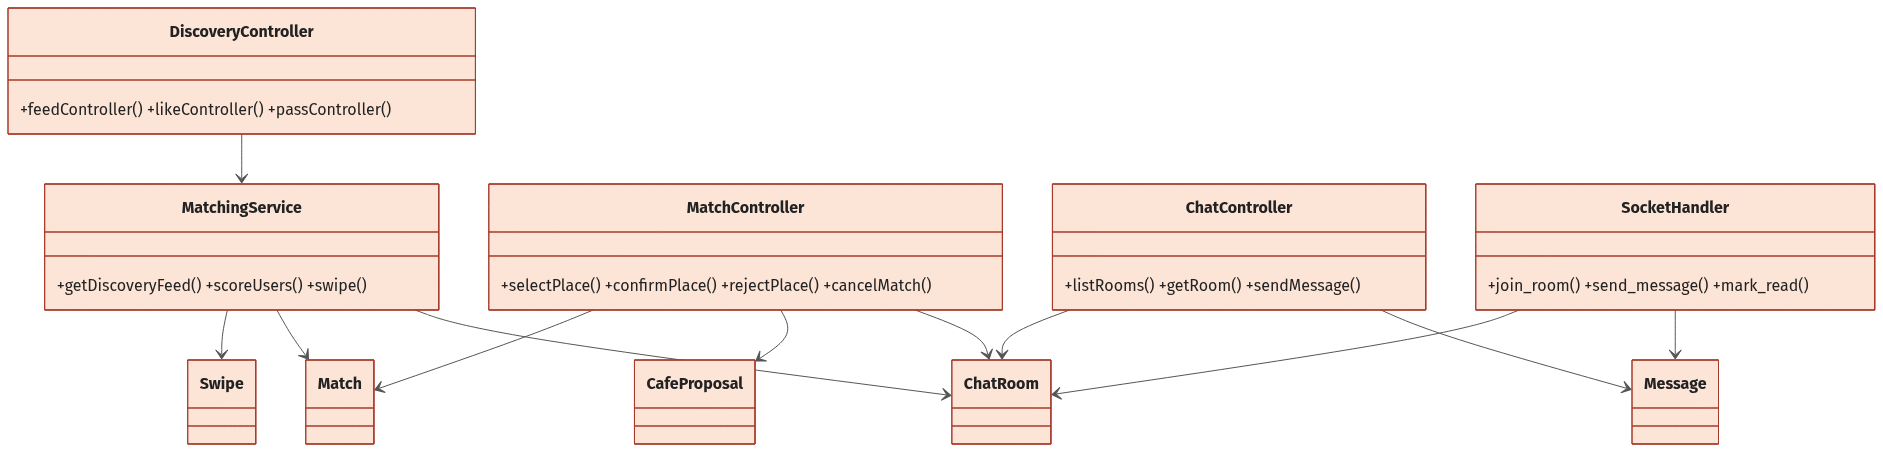 DiscoveryController
+feedController() +likeController() +passController()
MatchingService
+getDiscoveryFeed() +scoreUsers() +swipe()
MatchController
+selectPlace() +confirmPlace() +rejectPlace() +cancelMatch()
ChatController
+listRooms() +getRoom() +sendMessage()
SocketHandler
+join_room() +send_message() +mark_read()
Swipe
Match
CafeProposal
ChatRoom
Message